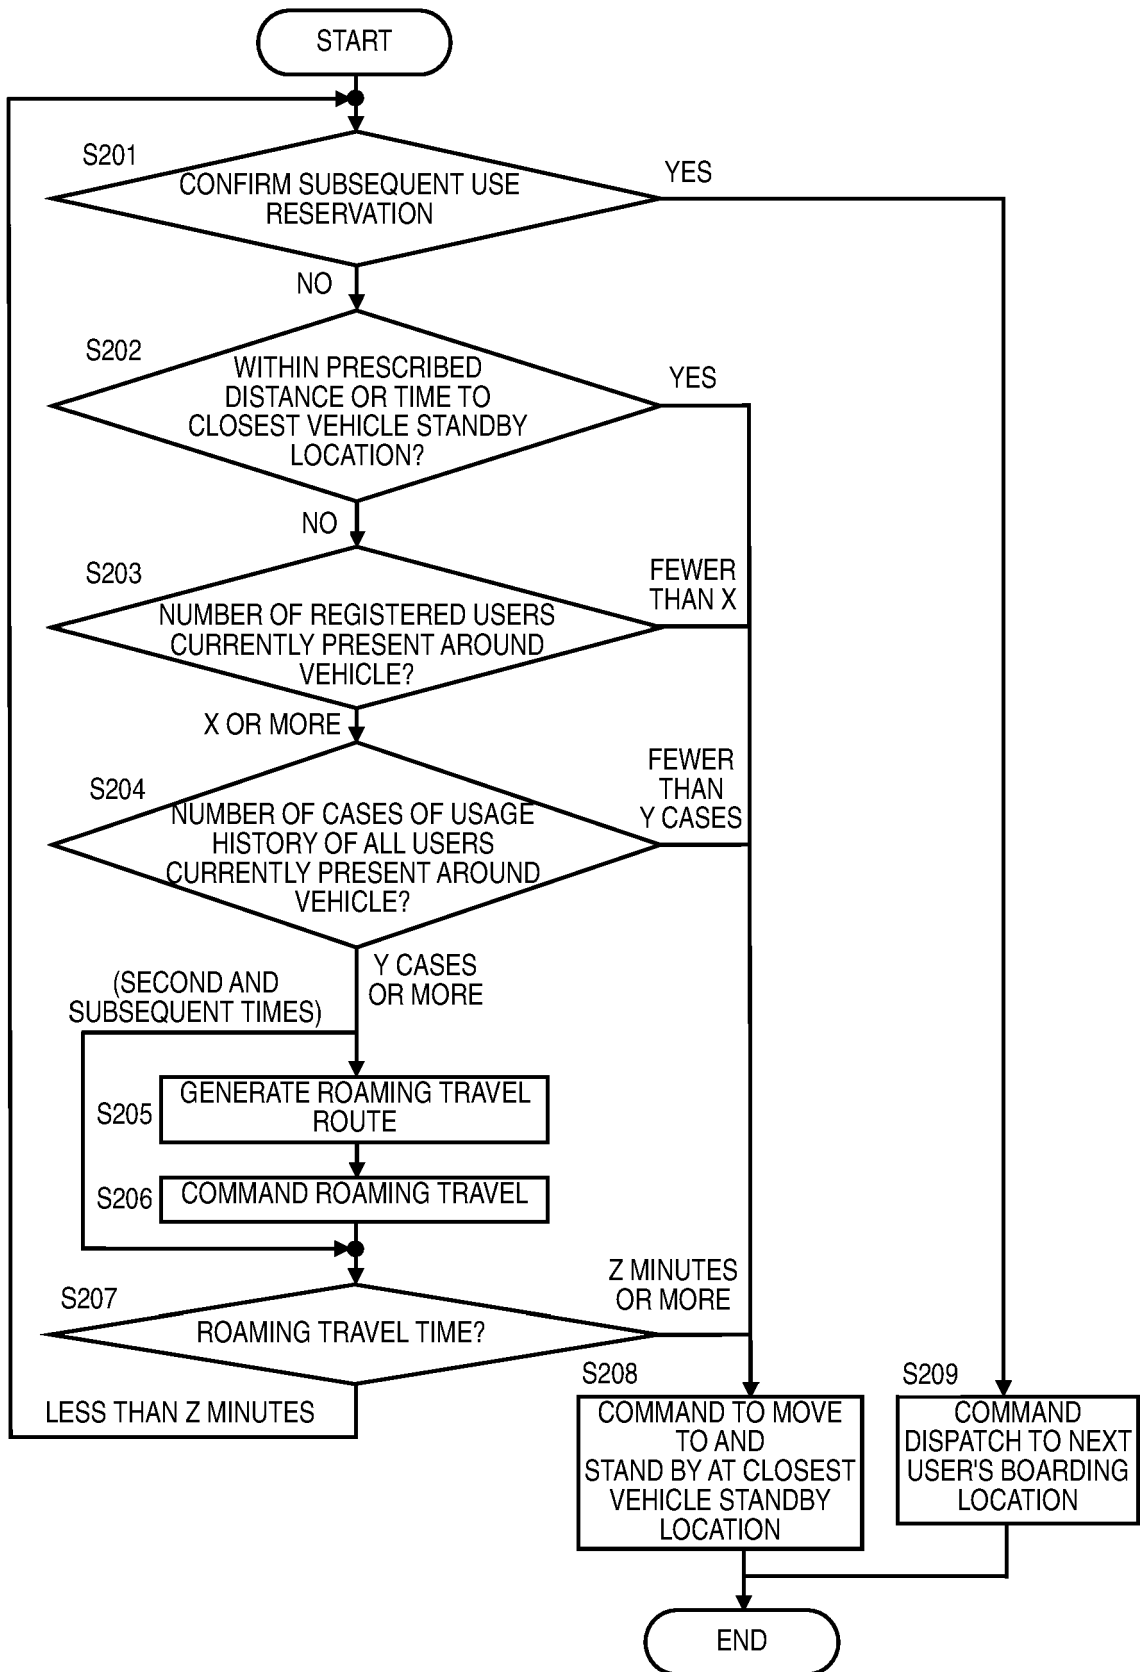 START
S201
CONFIRM SUBSEQUENT USE
RESERVATION
YES
NO
S202
WITHIN PRESCRIBED
DISTANCE OR TIME TO
CLOSEST VEHICLE STANDBY
LOCATION?
YES
NO
S203
NUMBER OF REGISTERED USERS
CURRENTLY PRESENT AROUND
VEHICLE?
FEWER
THAN X
X OR MORE
S204
NUMBER OF CASES OF USAGE
HISTORY OF ALL USERS
CURRENTLY PRESENT AROUND
VEHICLE?
FEWER
THAN
Y CASES
Y CASES
OR MORE
(SECOND AND
SUBSEQUENT TIMES)
S205
GENERATE ROAMING TRAVEL
ROUTE
S206
COMMAND ROAMING TRAVEL
S207
ROAMING TRAVEL TIME?
Z MINUTES
OR MORE
LESS THAN Z MINUTES
S208
COMMAND TO MOVE
TO AND
STAND BY AT CLOSEST
VEHICLE STANDBY
LOCATION
S209
COMMAND
DISPATCH TO NEXT
USER'S BOARDING
LOCATION
END